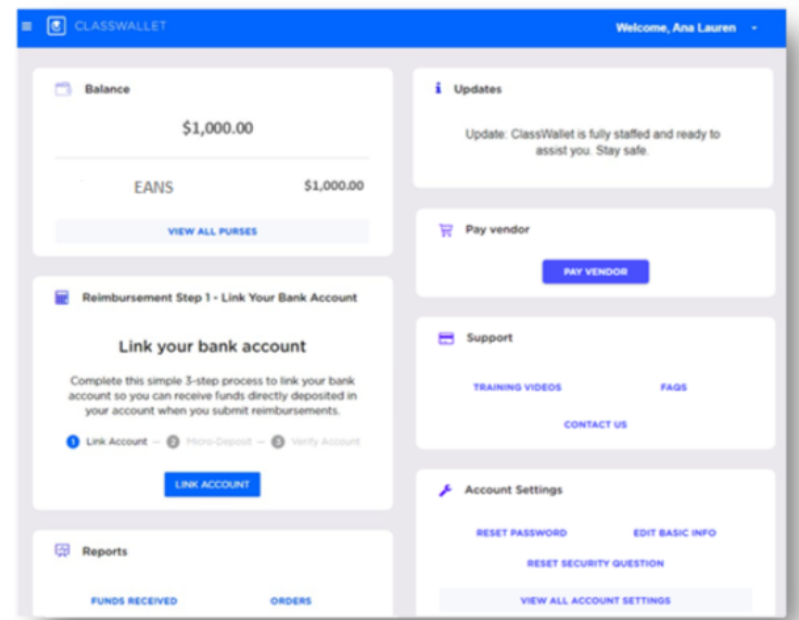 CLASSWALLET
Welcome, Ana Lauren
Balance
$1,000.00
EANS $1,000.00
VIEW ALL PURSES
Reimbursement Step 1 - Link Your Bank Account
Link your bank account
Complete this simple 3-step process to link your bank
account so you can receive funds directly deposited in
your account when you submit reimbursements.
1 Link Account – 2 Micro-Deposit – 3 Verify Account
LINK ACCOUNT
Reports
FUNDS RECEIVED ORDERS
Updates
Update: ClassWallet is fully staffed and ready to
assist you. Stay safe.
Pay vendor
PAY VENDOR
Support
TRAINING VIDEOS FAQS
CONTACT US
Account Settings
RESET PASSWORD EDIT BASIC INFO
RESET SECURITY QUESTION
VIEW ALL ACCOUNT SETTINGS